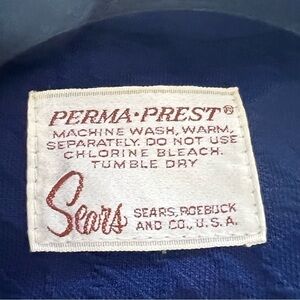 PERMA·PREST®
MACHINE WASH, WARM,
SEPARATELY. DO NOT USE
CHLORINE BLEACH.
TUMBLE DRY
Sears SEARS, ROEBUCK
AND CO., U.S.A.